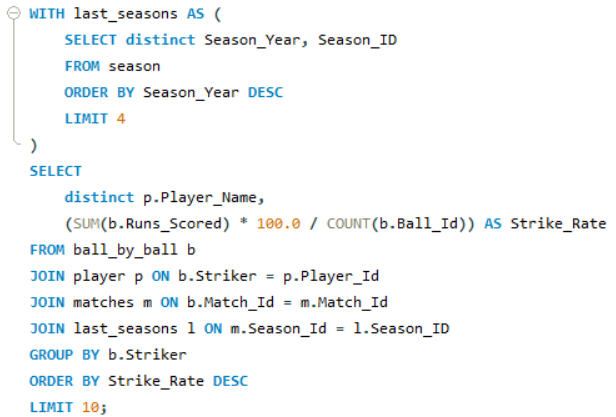 WITH last_seasons AS (
    SELECT distinct Season_Year, Season_ID
    FROM season
    ORDER BY Season_Year DESC
    LIMIT 4
)
SELECT
    distinct p.Player_Name,
    (SUM(b.Runs_Scored) * 100.0 / COUNT(b.Ball_Id)) AS Strike_Rate
FROM ball_by_ball b
JOIN player p ON b.Striker = p.Player_Id
JOIN matches m ON b.Match_Id = m.Match_Id
JOIN last_seasons l ON m.Season_Id = l.Season_ID
GROUP BY b.Striker
ORDER BY Strike_Rate DESC
LIMIT 10;